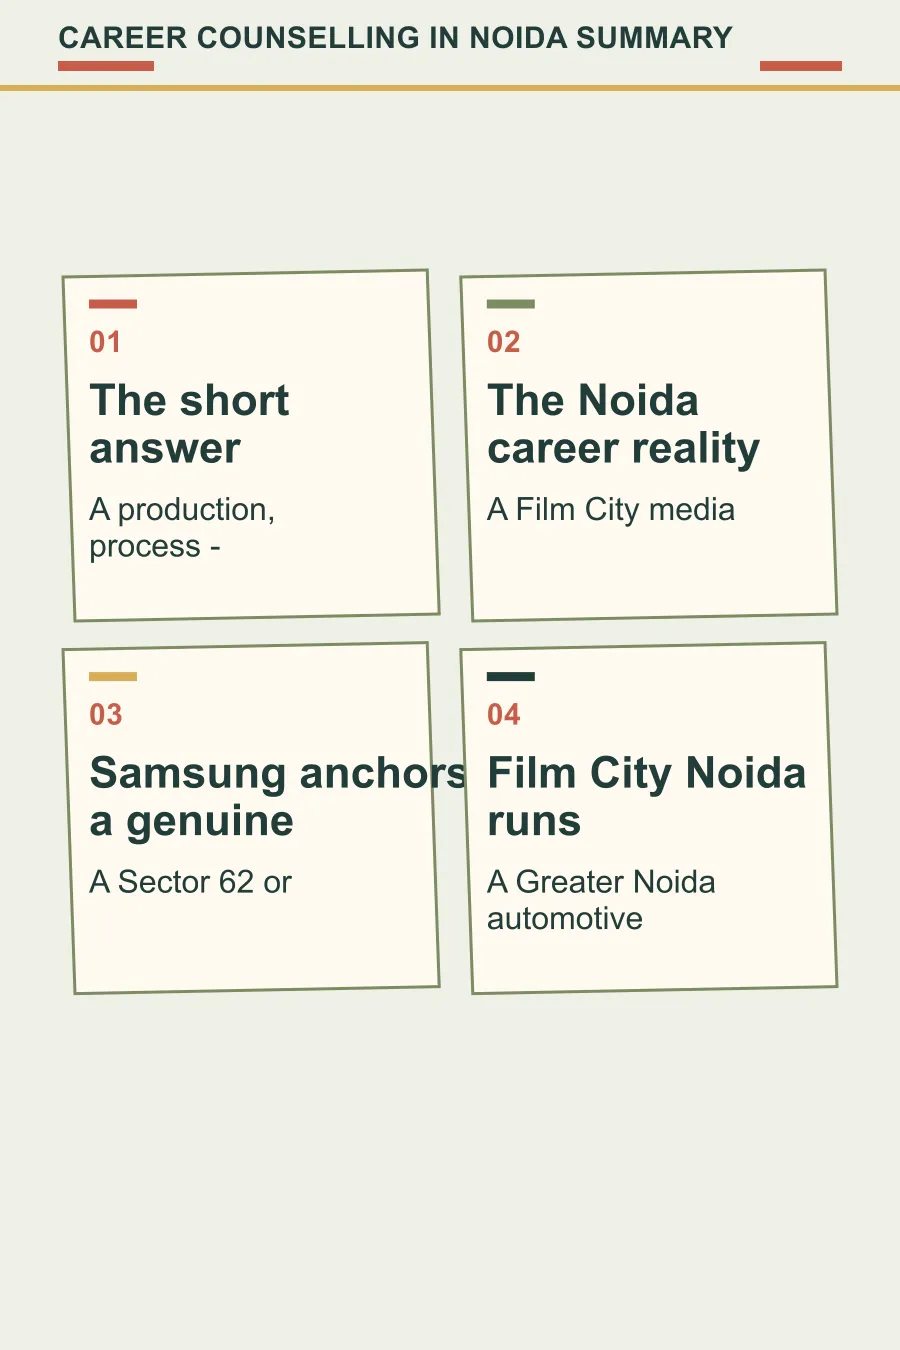 CAREER COUNSELLING IN NOIDA SUMMARY
01
The short
answer
A production,
process -
02
The Noida
career reality
A Film City media
03
Samsung anchors
a genuine
A Sector 62 or
04
Film City Noida
runs
A Greater Noida
automotive